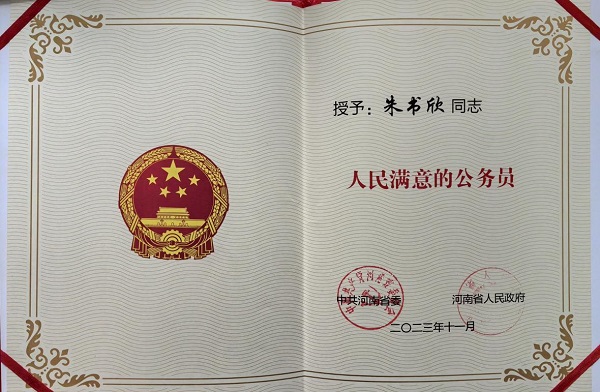 授予：朱书欣 同志
人民满意的公务员
中共河南省委 河南省人民政府
二〇二三年十一月